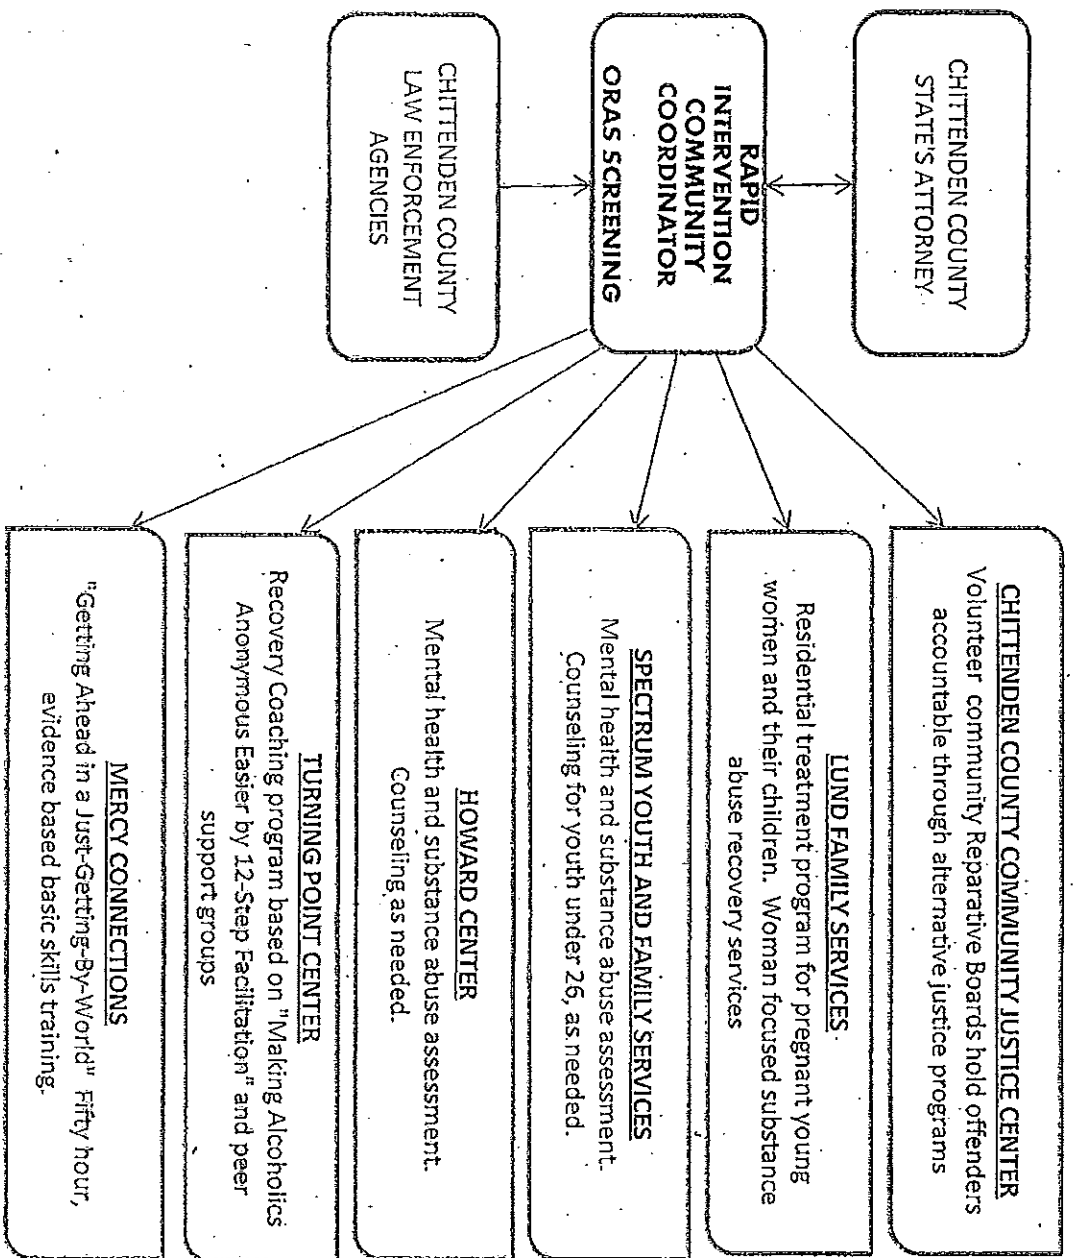 CHITTENDEN COUNTY
STATE'S ATTORNEY
RAPID
INTERVENTION
COMMUNITY
COORDINATOR
ORAS SCREENING
CHITTENDEN COUNTY
LAW ENFORCEMENT
AGENCIES
CHITTENDEN COUNTY COMMUNITY JUSTICE CENTER
Volunteer community Reparative Boards hold offenders
accountable through alternative justice programs
LUND FAMILY SERVICES
Residential treatment program for pregnant young
women and their children. Woman focused substance
abuse recovery services
SPECTRUM YOUTH AND FAMILY SERVICES
Mental health and substance abuse assessment.
Counseling for youth under 26, as needed.
HOWARD CENTER
Mental health and substance abuse assessment.
Counseling as needed.
TURNING POINT CENTER
Recovery Coaching program based on "Making Alcoholics
Anonymous Easier by 12-Step Facilitation" and peer
support groups
MERCY CONNECTIONS
"Getting Ahead in a Just-Getting-By-World" Fifty hour,
evidence based basic skills training.